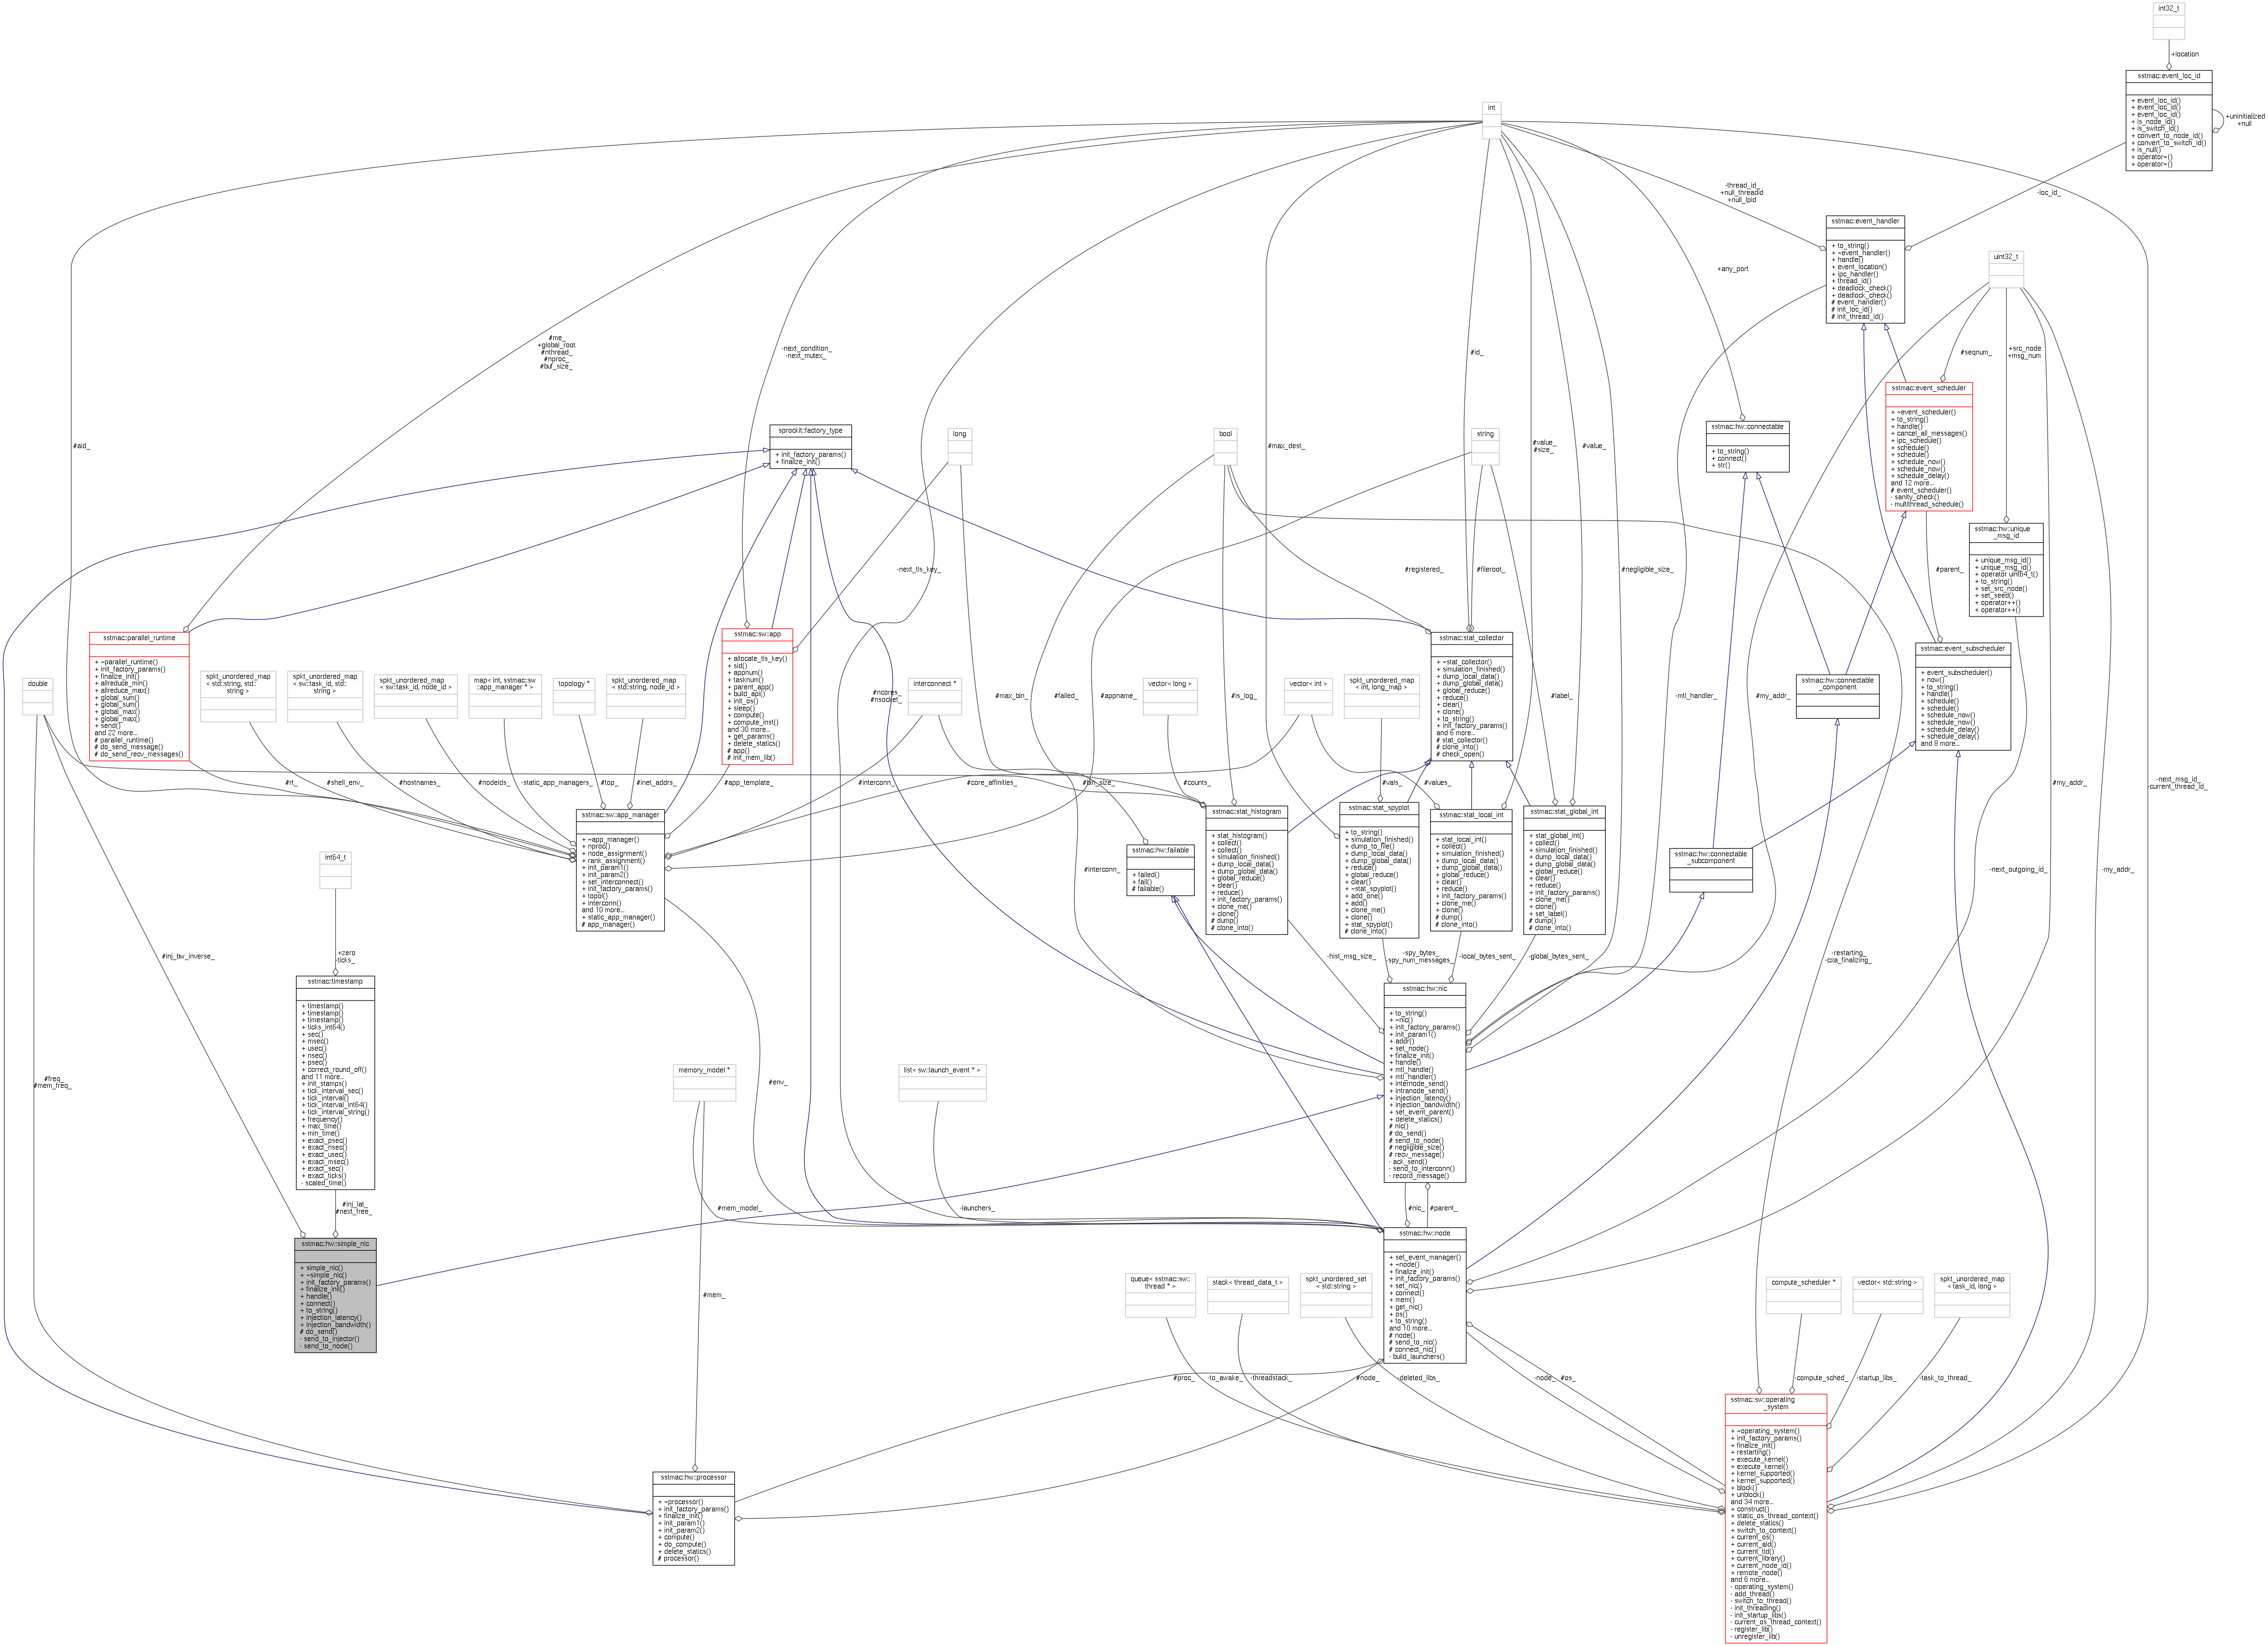 int32_t
+location
sstmac::event_loc_id
+ event_loc_id()
+ event_loc_id()
+ event_loc_id()
+ is_node_id()
+ is_switch_id()
+ convert_to_node_id()
+ convert_to_switch_id()
+ is_null()
+ operator=()
+ operator=()
+uninitialized
+null
int
-thread_id_
+null_threadid
+null_lpid
-loc_id_
sstmac::event_handler
+ to_string()
+ ~event_handler()
+ handle()
+ event_location()
+ ipc_handler()
+ thread_id()
+ deadlock_check()
+ deadlock_check()
# event_handler()
# init_loc_id()
# init_thread_id()
uint32_t
+any_port
#me_
+global_root
#nthread_
#nproc_
#buf_size_
-next_condition_
-next_mutex_
#id_
#seqnum_
+src_node
+msg_num
sstmac::event_scheduler
+ ~event_scheduler()
+ to_string()
+ handle()
+ cancel_all_messages()
+ ipc_schedule()
+ schedule()
+ schedule()
+ schedule_now()
+ schedule_now()
+ schedule_delay()
and 12 more...
# event_scheduler()
- sanity_check()
- multithread_schedule()
sstmac::hw::connectable
+ to_string()
+ connect()
+ str()
sprockit::factory_type
+ init_factory_params()
+ finalize_init()
long
bool
string
#aid_
#max_dest_
#value_
#size_
#value_
sstmac::hw::unique
_msg_id
+ unique_msg_id()
+ unique_msg_id()
+ operator uint64_t()
+ to_string()
+ set_src_node()
+ set_seed()
+ operator++()
+ operator++()
-next_tls_key_
#registered_
#fileroot_
#negligible_size_
#parent_
sstmac::parallel_runtime
+ ~parallel_runtime()
+ init_factory_params()
+ finalize_init()
+ allreduce_min()
+ allreduce_max()
+ global_sum()
+ global_sum()
+ global_max()
+ global_max()
+ send()
and 22 more...
# parallel_runtime()
# do_send_message()
# do_send_recv_messages()
sstmac::sw::app
+ allocate_tls_key()
+ sid()
+ appnum()
+ tasknum()
+ parent_app()
+ build_api()
+ init_os()
+ sleep()
+ compute()
+ compute_inst()
and 30 more...
+ get_params()
+ delete_statics()
# app()
# init_mem_lib()
sstmac::stat_collector
+ ~stat_collector()
+ simulation_finished()
+ dump_local_data()
+ dump_global_data()
+ global_reduce()
+ reduce()
+ clear()
+ clone()
+ to_string()
+ init_factory_params()
and 6 more...
# stat_collector()
# clone_into()
# check_open()
sstmac::event_subscheduler
+ event_subscheduler()
+ now()
+ to_string()
+ handle()
+ schedule()
+ schedule()
+ schedule_now()
+ schedule_now()
+ schedule_delay()
+ schedule_delay()
and 8 more...
sstmac::hw::connectable
_component
double
spkt_unordered_map
< std::string, std::
string >
spkt_unordered_map
< sw::task_id, std::
string >
spkt_unordered_map
< sw::task_id, node_id >
map< int, sstmac::sw
::app_manager * >
topology *
spkt_unordered_map
< std::string, node_id >
#ncores_
#nsocket_
interconnect *
#max_bin_
#failed_
#appname_
vector< long >
#is_log_
vector< int >
spkt_unordered_map
< int, long_map >
#label_
-mtl_handler_
#my_addr_
#rt_
#shell_env_
#hostnames_
#nodeids_
-static_app_managers_
#top_
#inet_addrs_
#app_template_
#interconn_
#core_affinities_
#bin_size_
#counts_
#vals_
#values_
#my_addr_
-next_msg_id_
-current_thread_id_
sstmac::sw::app_manager
+ ~app_manager()
+ nproc()
+ node_assignment()
+ rank_assignment()
+ init_param1()
+ init_param2()
+ set_interconnect()
+ init_factory_params()
+ topol()
+ interconn()
and 10 more...
+ static_app_manager()
# app_manager()
sstmac::hw::failable
+ failed()
+ fail()
# failable()
sstmac::stat_histogram
+ stat_histogram()
+ collect()
+ collect()
+ simulation_finished()
+ dump_local_data()
+ dump_global_data()
+ global_reduce()
+ clear()
+ reduce()
+ init_factory_params()
+ clone_me()
+ clone()
# dump()
# clone_into()
sstmac::stat_spyplot
+ to_string()
+ simulation_finished()
+ dump_to_file()
+ dump_local_data()
+ dump_global_data()
+ reduce()
+ global_reduce()
+ clear()
+ ~stat_spyplot()
+ add_one()
+ add()
+ clone_me()
+ clone()
+ stat_spyplot()
# clone_into()
sstmac::stat_local_int
+ stat_local_int()
+ collect()
+ simulation_finished()
+ dump_local_data()
+ dump_global_data()
+ global_reduce()
+ clear()
+ reduce()
+ init_factory_params()
+ clone_me()
+ clone()
# dump()
# clone_into()
sstmac::stat_global_int
+ stat_global_int()
+ collect()
+ simulation_finished()
+ dump_local_data()
+ dump_global_data()
+ global_reduce()
+ clear()
+ reduce()
+ init_factory_params()
+ clone_me()
+ clone()
+ set_label()
# dump()
# clone_into()
sstmac::hw::connectable
_subcomponent
int64_t
#interconn_
-next_outgoing_id_
-my_addr_
#inj_bw_inverse_
+zero
-ticks_
-hist_msg_size_
-spy_bytes_
-spy_num_messages_
-local_bytes_sent_
-global_bytes_sent_
-restarting_
-cxa_finalizing_
sstmac::timestamp
+ timestamp()
+ timestamp()
+ timestamp()
+ ticks_int64()
+ sec()
+ msec()
+ usec()
+ nsec()
+ psec()
+ correct_round_off()
and 11 more...
+ init_stamps()
+ tick_interval_sec()
+ tick_interval()
+ tick_interval_int64()
+ tick_interval_string()
+ frequency()
+ max_time()
+ min_time()
+ exact_psec()
+ exact_nsec()
+ exact_usec()
+ exact_msec()
+ exact_sec()
+ exact_ticks()
- scaled_time()
sstmac::hw::nic
+ to_string()
+ ~nic()
+ init_factory_params()
+ init_param1()
+ addr()
+ set_node()
+ finalize_init()
+ handle()
+ mtl_handle()
+ mtl_handler()
+ internode_send()
+ intranode_send()
+ injection_latency()
+ injection_bandwidth()
+ set_event_parent()
+ delete_statics()
# nic()
# do_send()
# send_to_node()
# negligible_size()
# recv_message()
- ack_send()
- send_to_interconn()
- record_message()
#freq_
#mem_freq_
memory_model *
#env_
list< sw::launch_event * >
#inj_lat_
#next_free_
#mem_model_
-launchers_
#nic_
#parent_
sstmac::hw::simple_nic
+ simple_nic()
+ ~simple_nic()
+ init_factory_params()
+ finalize_init()
+ handle()
+ connect()
+ to_string()
+ injection_latency()
+ injection_bandwidth()
# do_send()
- send_to_injector()
- send_to_node()
sstmac::hw::node
+ set_event_manager()
+ ~node()
+ finalize_init()
+ init_factory_params()
+ set_nic()
+ connect()
+ mem()
+ get_nic()
+ os()
+ to_string()
and 10 more...
# node()
# send_to_nic()
# connect_nic()
- build_launchers()
#mem_
queue< sstmac::sw::
thread * >
stack< thread_data_t >
spkt_unordered_set
< std::string >
compute_scheduler *
vector< std::string >
spkt_unordered_map
< task_id, long >
#proc_
-to_awake_
-threadstack_
#node_
-deleted_libs_
-node_
#os_
-compute_sched_
-startup_libs_
-task_to_thread_
sstmac::hw::processor
+ ~processor()
+ init_factory_params()
+ finalize_init()
+ init_param1()
+ init_param2()
+ compute()
+ do_compute()
+ delete_statics()
# processor()
sstmac::sw::operating
_system
+ ~operating_system()
+ init_factory_params()
+ finalize_init()
+ restarting()
+ execute_kernel()
+ execute_kernel()
+ kernel_supported()
+ kernel_supported()
+ block()
+ unblock()
and 34 more...
+ construct()
+ static_os_thread_context()
+ delete_statics()
+ switch_to_context()
+ current_os()
+ current_aid()
+ current_tid()
+ current_library()
+ current_node_id()
+ remote_node()
and 6 more...
- operating_system()
- add_thread()
- switch_to_thread()
- init_threading()
- init_startup_libs()
- current_os_thread_context()
- register_lib()
- unregister_lib()